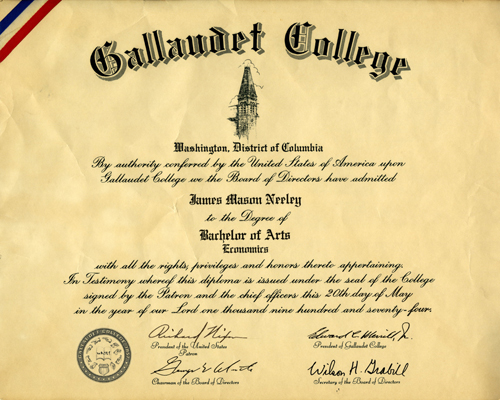 Gallaudet College
Washington, District of Columbia
By authority conferred by the United States of America upon
Gallaudet College we the Board of Directors have admitted
James Mason Neeley
to the Degree of
Bachelor of Arts
Economics
with all the rights, privileges and honors thereto appertaining.
In Testimony whereof this diploma is issued under the seal of the College
signed by the Patron and the chief officers this 20th day of May
in the year of our Lord one thousand nine hundred and seventy-four.
Richard Nixon
President of the United States
Patron
Edward C. Merrill, Jr.
President of Gallaudet College
Chairman of the Board of Directors
Wilson H. Grabill
Secretary of the Board of Directors